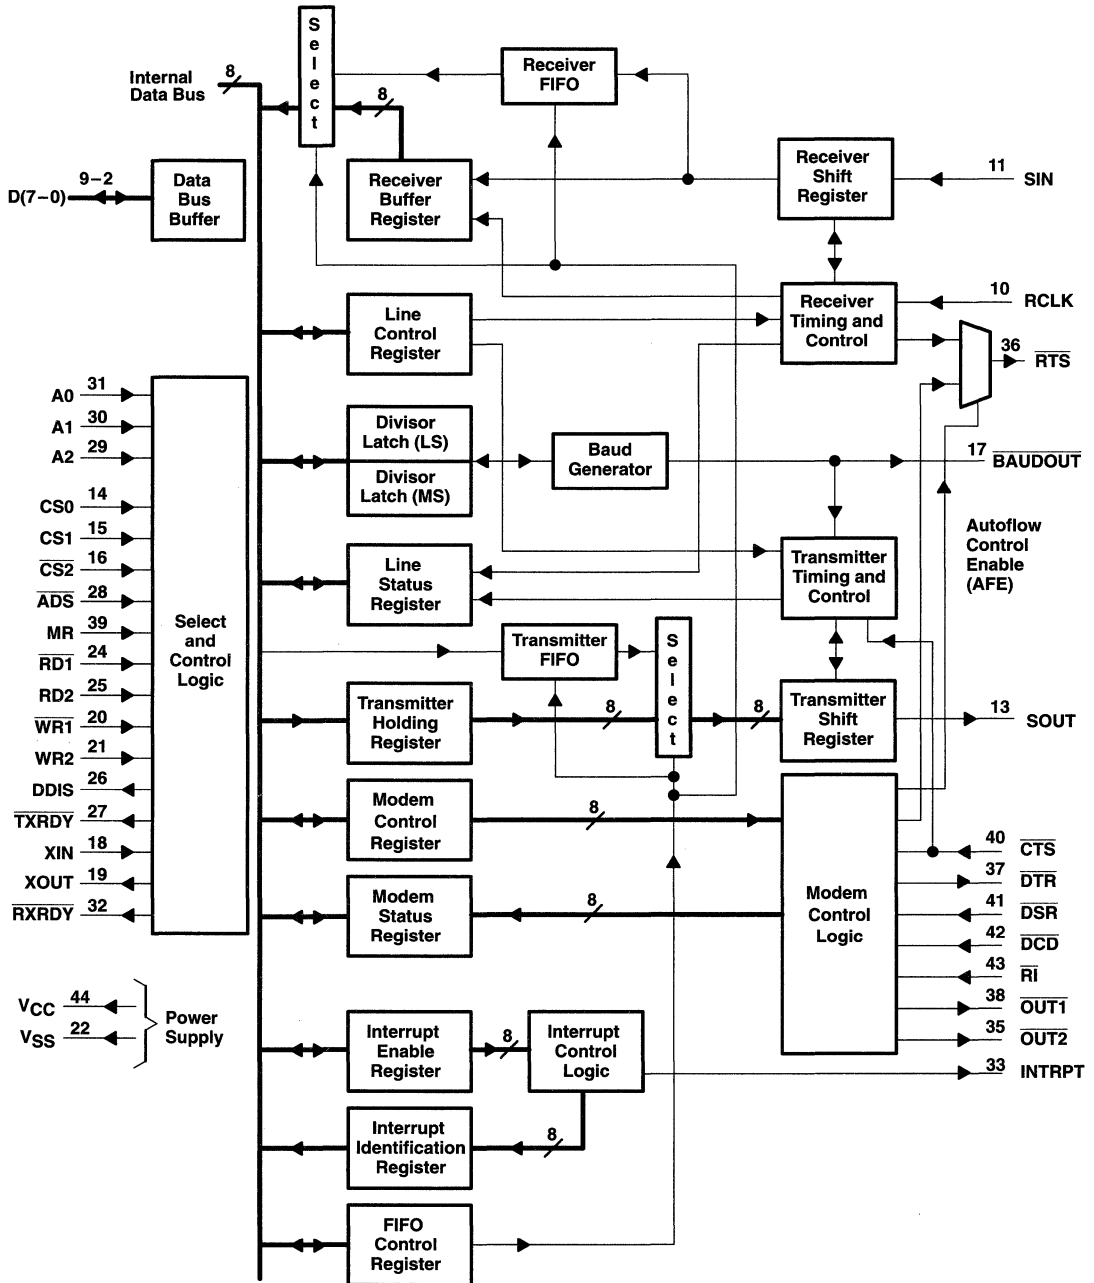 Select
Internal
Data Bus
8
8
Receiver
FIFO
D(7–0)
9–2
Data
Bus
Buffer
Receiver
Buffer
Register
Receiver
Shift
Register
11
SIN
Line
Control
Register
Receiver
Timing and
Control
10
RCLK
36
RTS
A0
31
A1
30
A2
29
CS0
14
CS1
15
CS2
16
ADS
28
MR
39
RD1
24
RD2
25
WR1
20
WR2
21
DDIS
26
TXRDY
27
XIN
18
XOUT
19
RXRDY
32
Select
and
Control
Logic
Divisor
Latch (LS)
Divisor
Latch (MS)
Baud
Generator
17
BAUDOUT
Autoflow
Control
Enable
(AFE)
Line
Status
Register
Transmitter
Timing and
Control
Transmitter
FIFO
Select
Transmitter
Holding
Register
8
8
Transmitter
Shift
Register
13
SOUT
Modem
Control
Register
8
Modem
Status
Register
8
Modem
Control
Logic
40
CTS
37
DTR
41
DSR
42
DCD
43
RI
38
OUT1
35
OUT2
33
INTRPT
VCC
44
VSS
22
Power
Supply
Interrupt
Enable
Register
8
Interrupt
Control
Logic
Interrupt
Identification
Register
8
FIFO
Control
Register